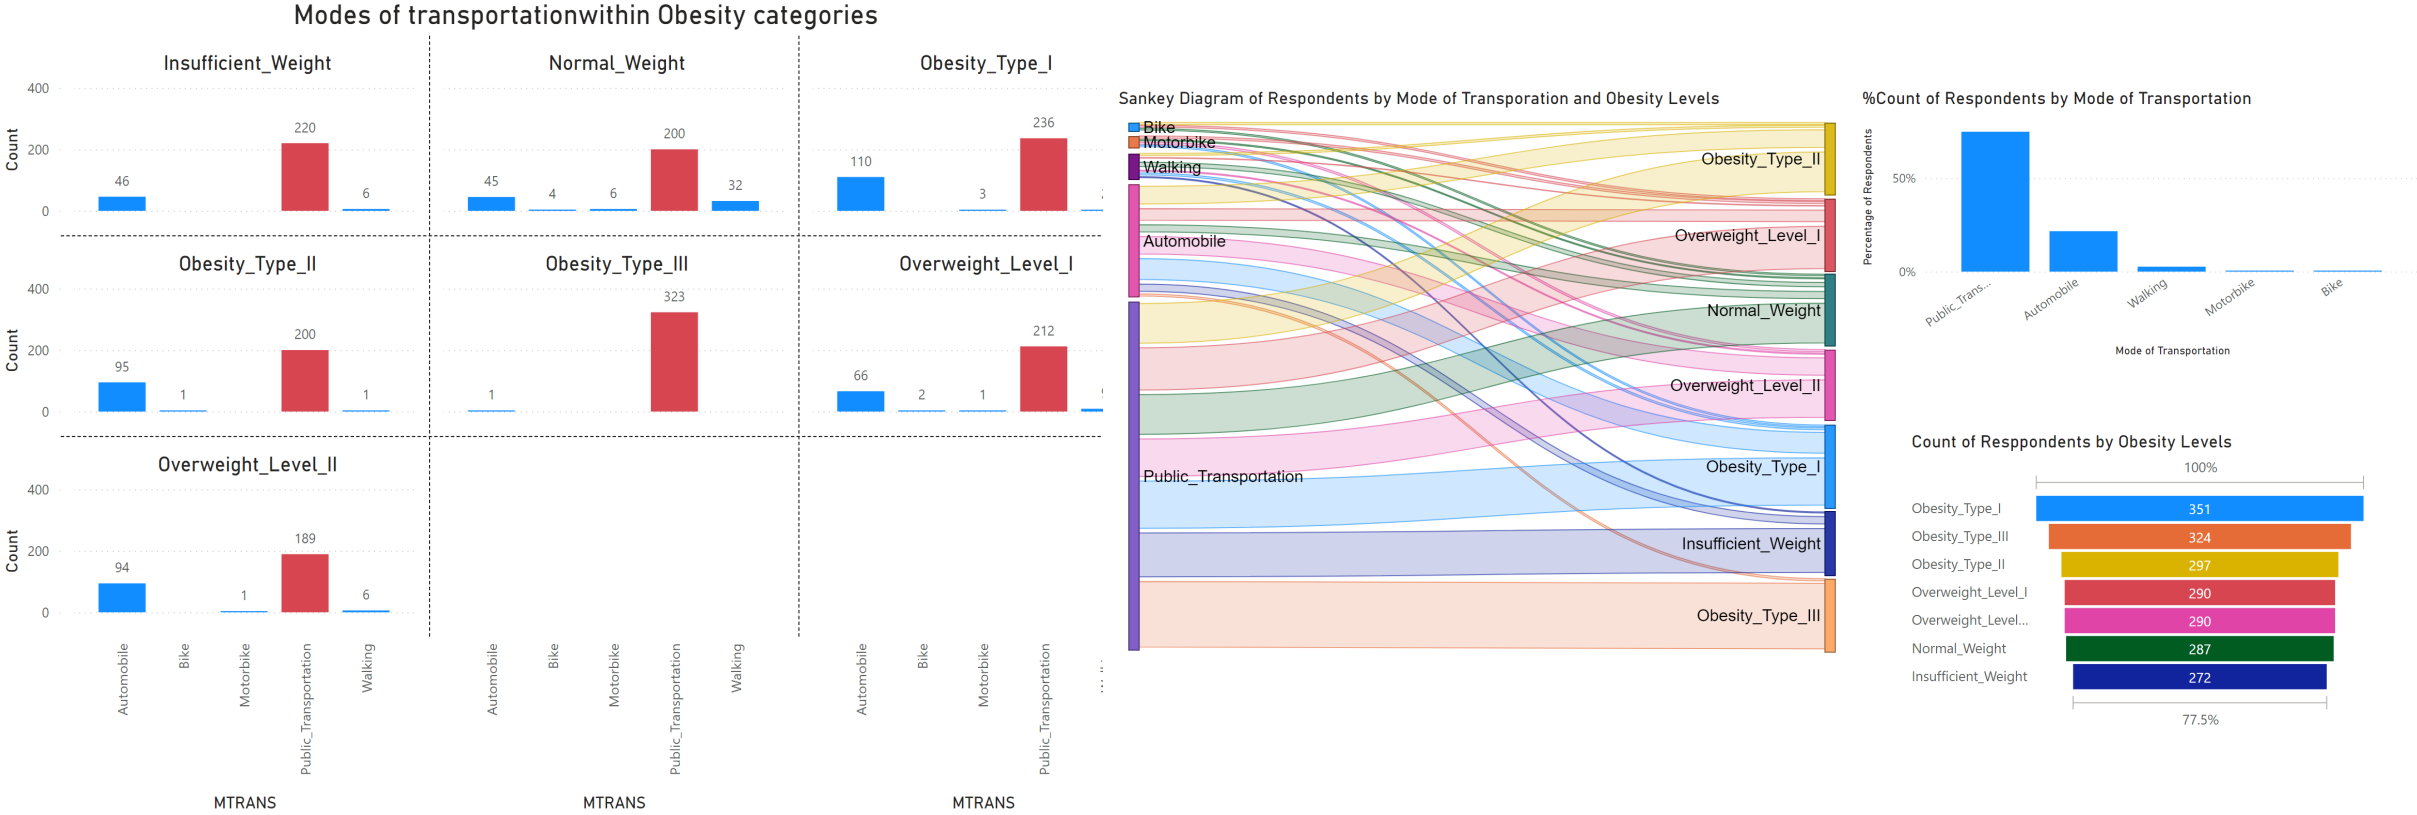 Modes of transportationwithin Obesity categories
Insufficient_Weight
Normal_Weight
Obesity_Type_I
Count
400
200
0
46
220
6
45
4
6
200
32
110
3
236
Obesity_Type_II
Obesity_Type_III
Overweight_Level_I
Count
400
200
0
95
1
200
1
1
323
66
2
1
212
Overweight_Level_II
Count
400
200
0
94
1
189
6
Automobile
Bike
Motorbike
Public_Transportation
Walking
Automobile
Bike
Motorbike
Public_Transportation
Walking
Automobile
Bike
Motorbike
Public_Transportation
MTRANS
MTRANS
MTRANS
Sankey Diagram of Respondents by Mode of Transporation and Obesity Levels
Bike
Motorbike
Walking
Automobile
Public_Transportation
Obesity_Type_II
Overweight_Level_I
Normal_Weight
Overweight_Level_II
Obesity_Type_I
Insufficient_Weight
Obesity_Type_III
%Count of Respondents by Mode of Transportation
Percentage of Respondents
50%
0%
Public_Trans...
Automobile
Walking
Motorbike
Bike
Mode of Transportation
Count of Resppondents by Obesity Levels
100%
Obesity_Type_I 351
Obesity_Type_III 324
Obesity_Type_II 297
Overweight_Level_I 290
Overweight_Level... 290
Normal_Weight 287
Insufficient_Weight 272
77.5%